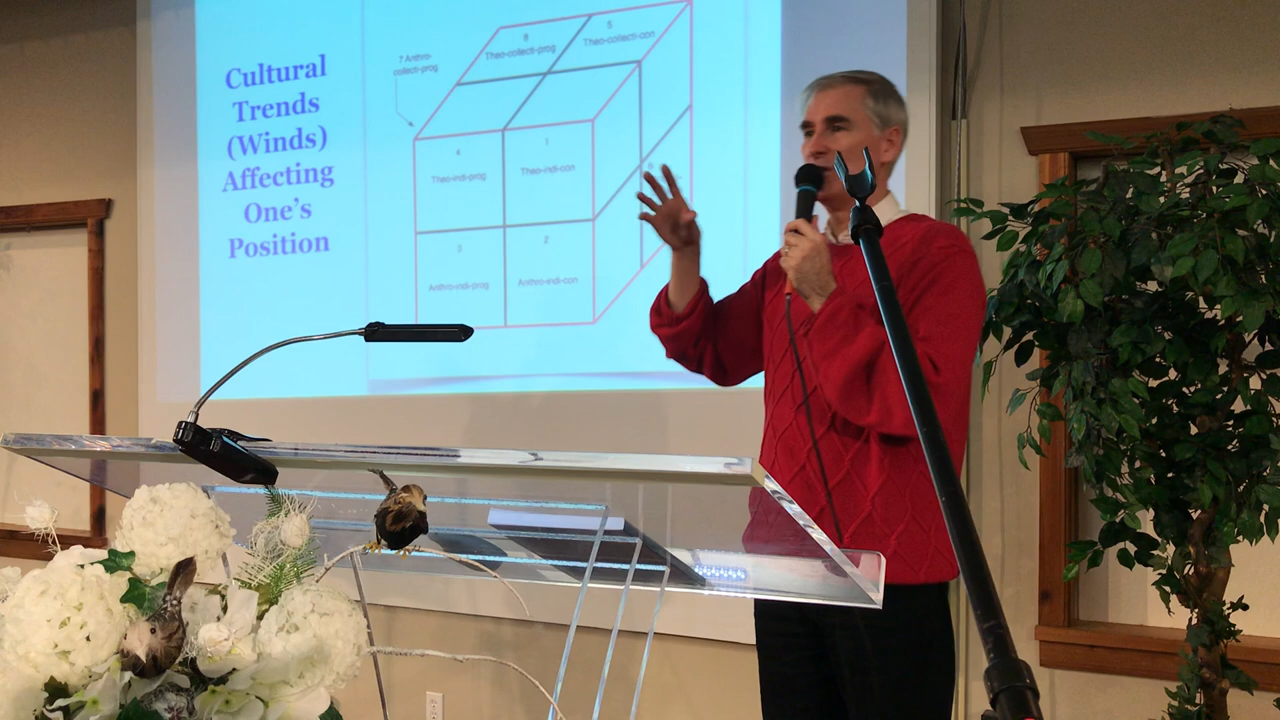 Cultural
Trends
(Winds)
Affecting
One's
Position
7 Anthro-
collecti-prog
8
Theo-collecti-prog
5
Theo-collecti-con
4
Theo-indi-prog
1
Theo-indi-con
3
Anthro-indi-prog
2
Anthro-indi-con